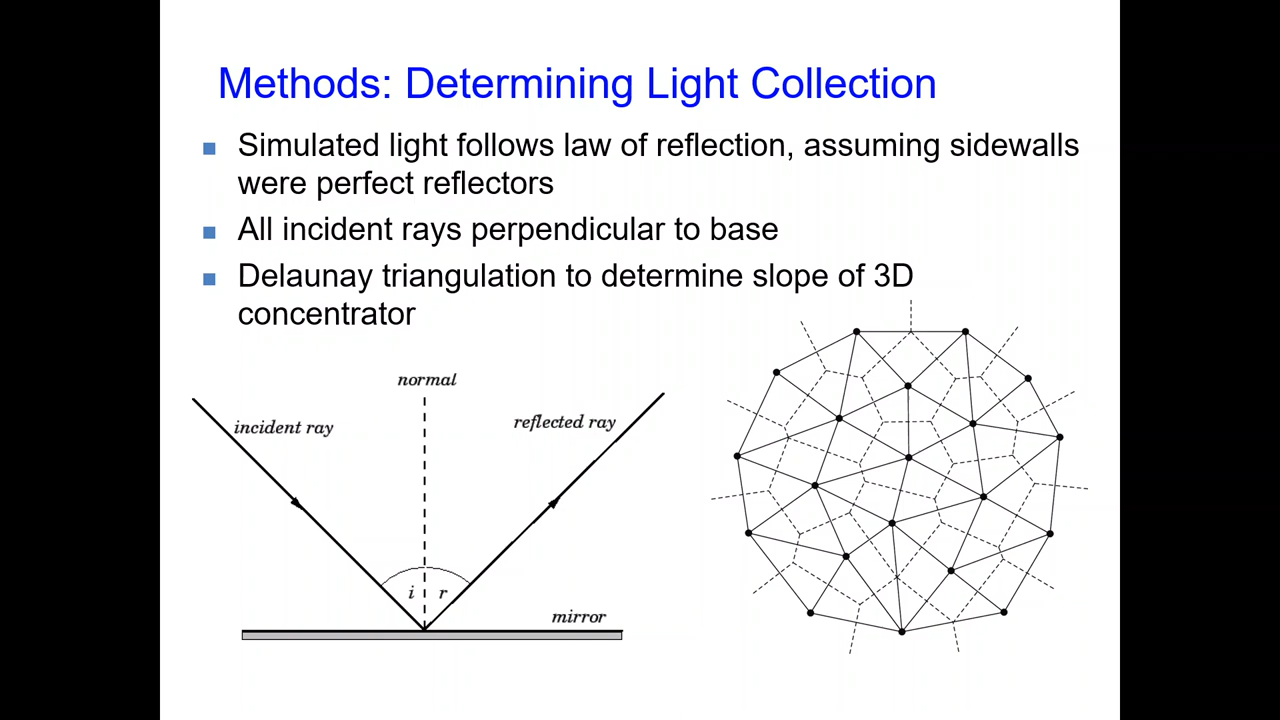 Methods: Determining Light Collection
Simulated light follows law of reflection, assuming sidewalls
were perfect reflectors
All incident rays perpendicular to base
Delaunay triangulation to determine slope of 3D
concentrator
normal
incident ray
reflected ray
i r
mirror